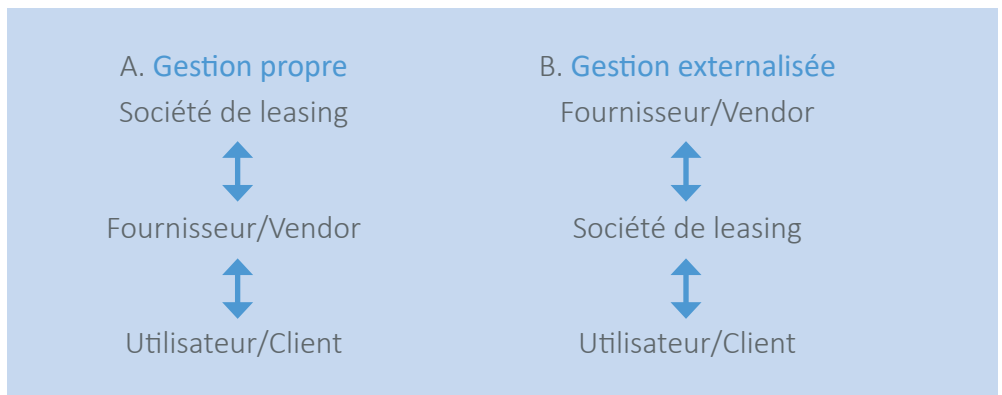 A. Gestion propre
Société de leasing
Fournisseur/Vendor
Utilisateur/Client
B. Gestion externalisée
Fournisseur/Vendor
Société de leasing
Utilisateur/Client